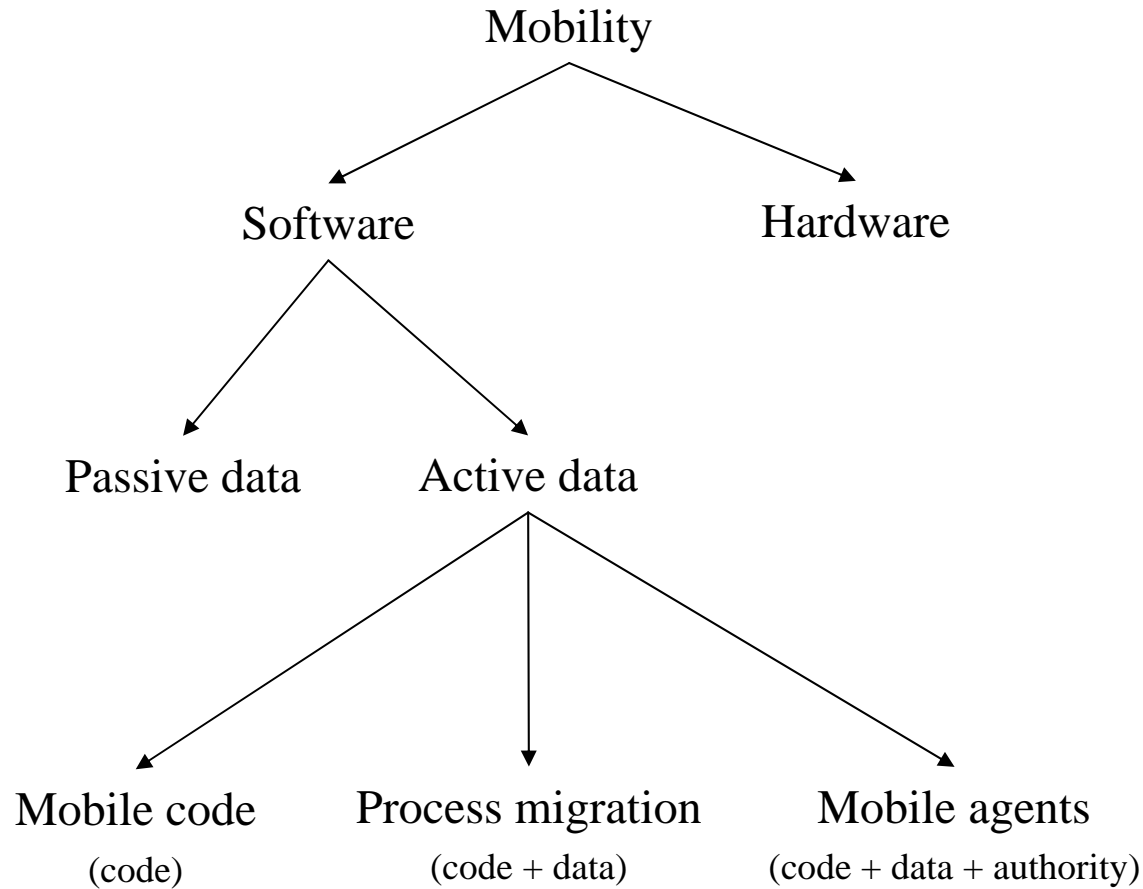 Mobility
Software
Hardware
Passive data
Active data
Mobile code
(code)
Process migration
(code + data)
Mobile agents
(code + data + authority)